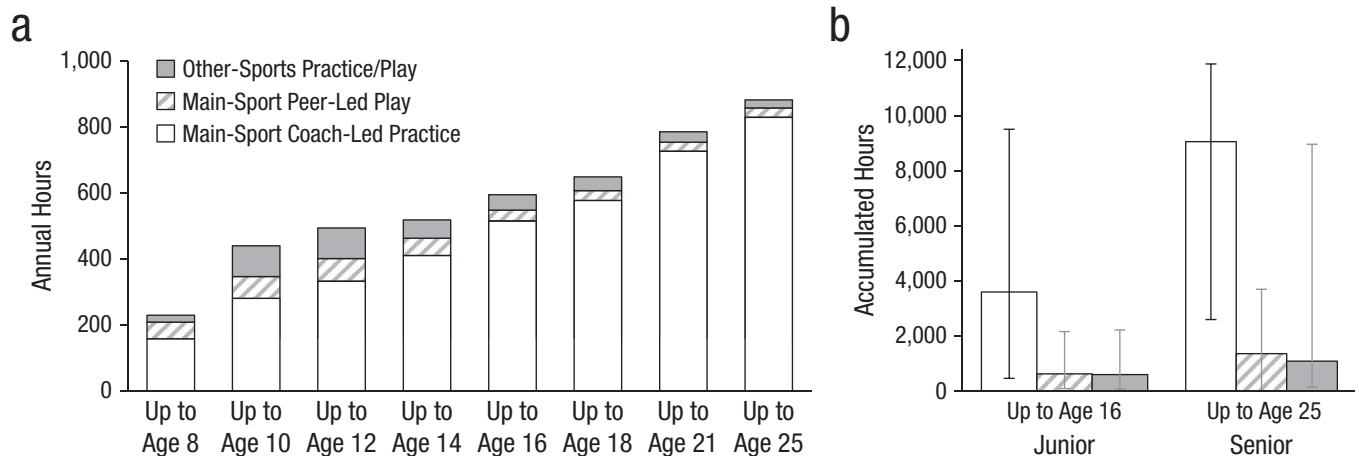 a
1,000
800
600
400
200
0
Annual Hours
Other-Sports Practice/Play
Main-Sport Peer-Led Play
Main-Sport Coach-Led Practice
Up to Age 8
Up to Age 10
Up to Age 12
Up to Age 14
Up to Age 16
Up to Age 18
Up to Age 21
Up to Age 25
b
12,000
10,000
8,000
6,000
4,000
2,000
0
Accumulated Hours
Up to Age 16
Junior
Up to Age 25
Senior